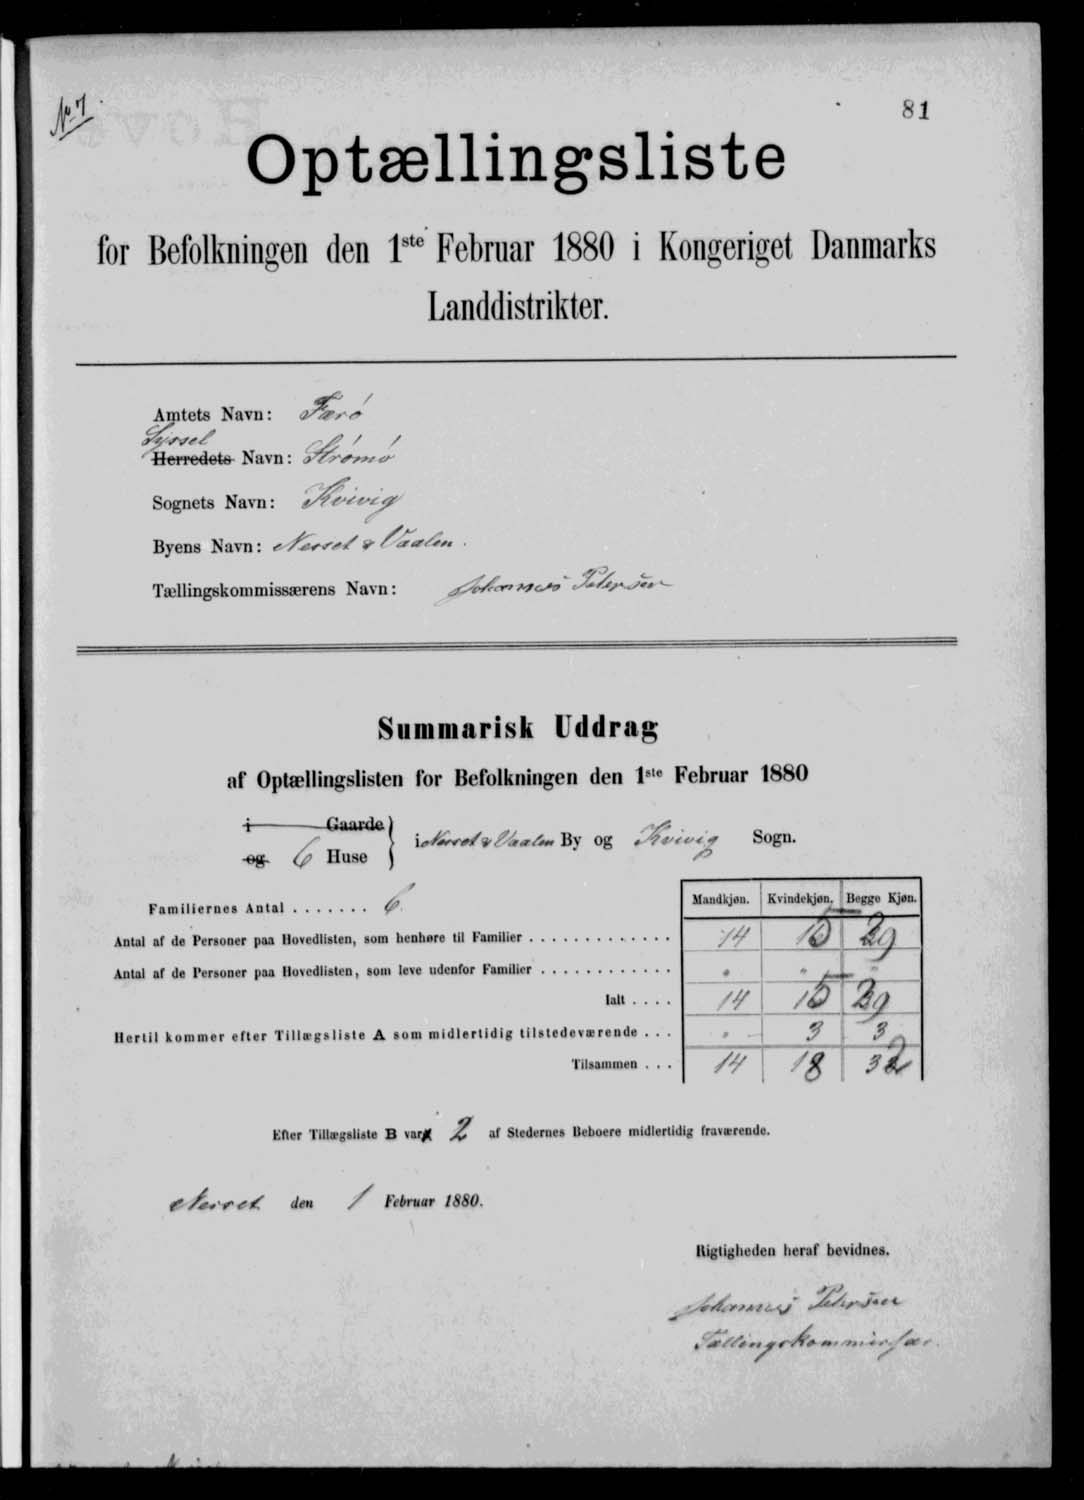 No 7.
81
Optællingsliste
for Befolkningen den 1ste Februar 1880 i Kongeriget Danmarks
Landdistrikter.
Amtets Navn: Færö
Syssel
Herredets Navn: Strömö
Sognets Navn: Kvivig
Byens Navn: Nesset & Vaalen.
Tællingskommissærens Navn: Johannes Petersen
Summarisk Uddrag
af Optællingslisten for Befolkningen den 1ste Februar 1880
i Gaarde
og 6 Huse
i Nesset & Vaalen By og Kvivig Sogn.
Mandkjøn. Kvindekjøn. Begge Kjøn.
Familiernes Antal . . . . . . . 6.
Antal af de Personer paa Hovedlisten, som henhøre til Familier . . . . . . . . . . . . . 14 15 29
Antal af de Personer paa Hovedlisten, som leve udenfor Familier . . . . . . . . . . . . " " "
Ialt . . . . 14 15 29
Hertil kommer efter Tillægsliste A som midlertidig tilstedeværende . . . " 3 3
Tilsammen . . . 14 18 32
Efter Tillægsliste B var 2 af Stedernes Beboere midlertidig fraværende.
Nesset den 1 Februar 1880.
Rigtigheden heraf bevidnes.
Johannes Petersen
Tællingskommissær.